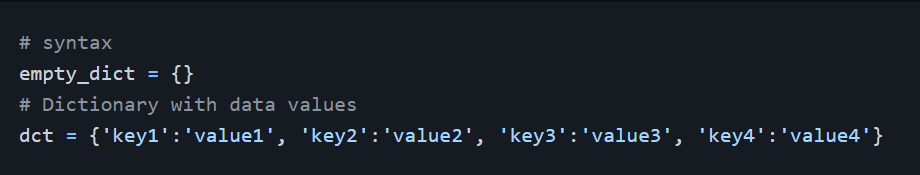 # syntax
empty_dict = {}
# Dictionary with data values
dct = {'key1':'value1', 'key2':'value2', 'key3':'value3', 'key4':'value4'}